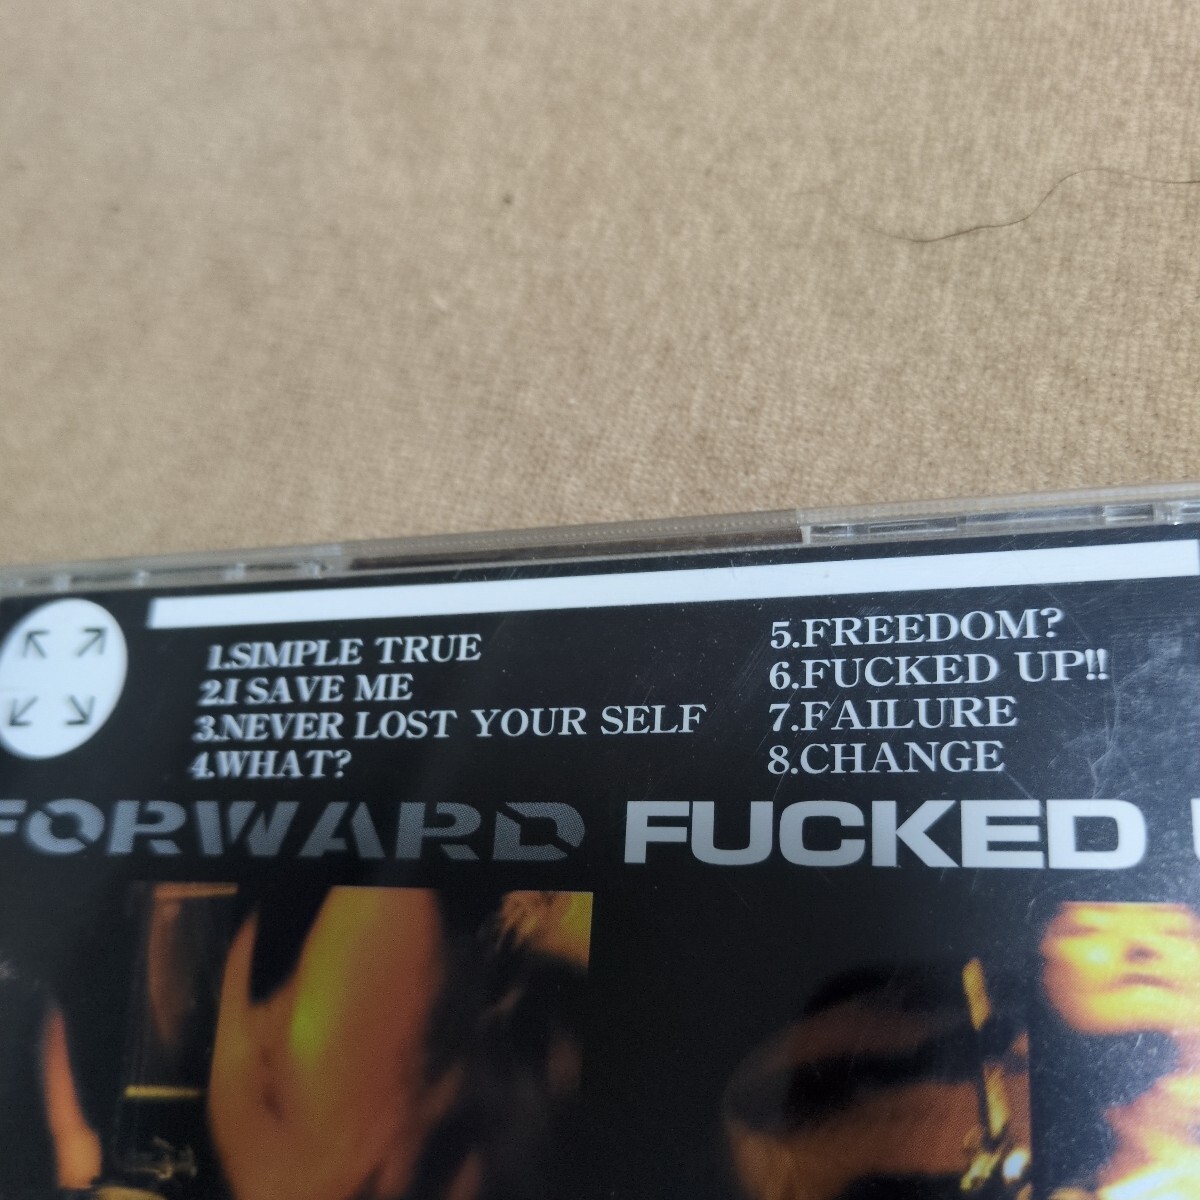 1.SIMPLE TRUE
2.I SAVE ME
3.NEVER LOST YOUR SELF
4.WHAT?
5.FREEDOM?
6.FUCKED UP!!
7.FAILURE
8.CHANGE
FORWARD FUCKED